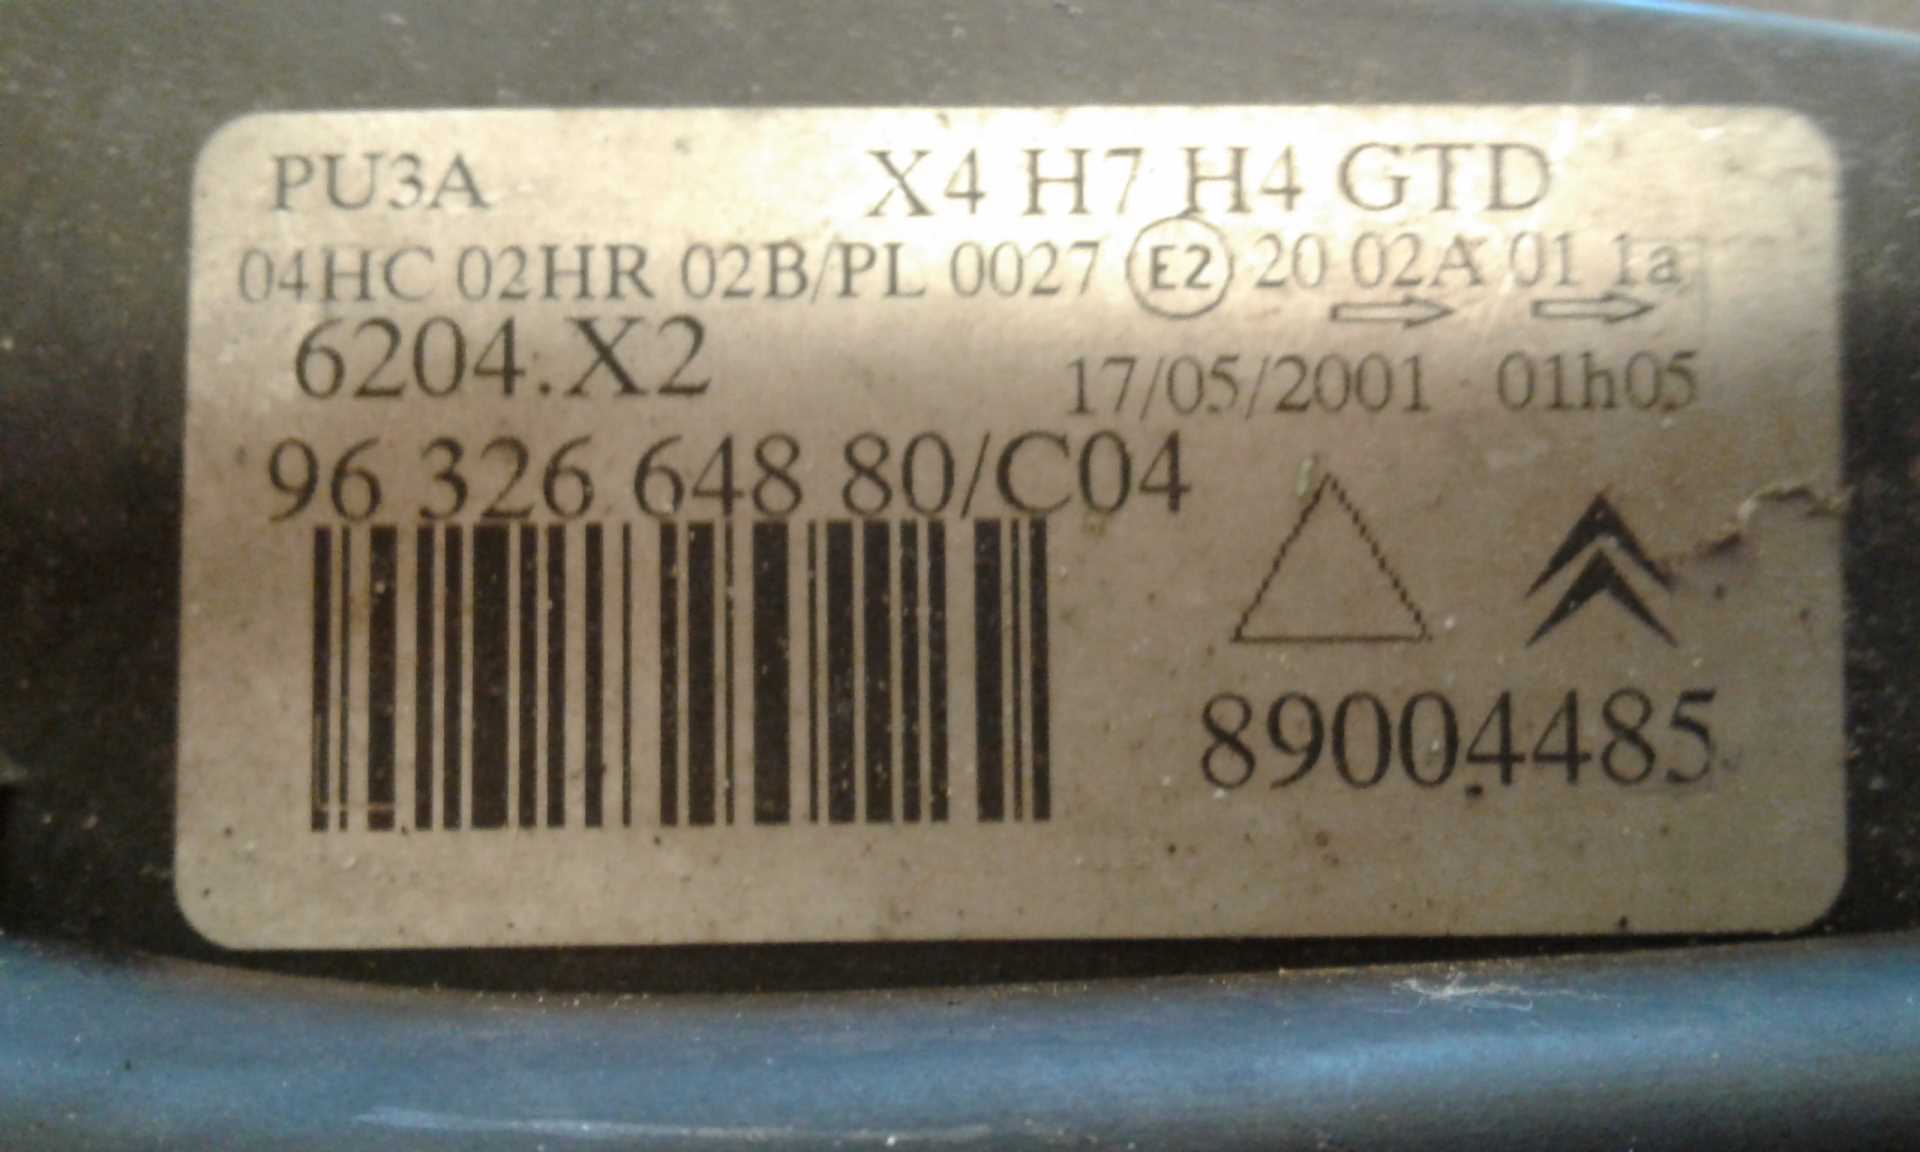 PU3A X4 H7 H4 GTD
04HC 02HR 02B/PL 0027 E2 20 02A 01 1a
6204.X2 17/05/2001 01h05
96 326 648 80/C04
89004485